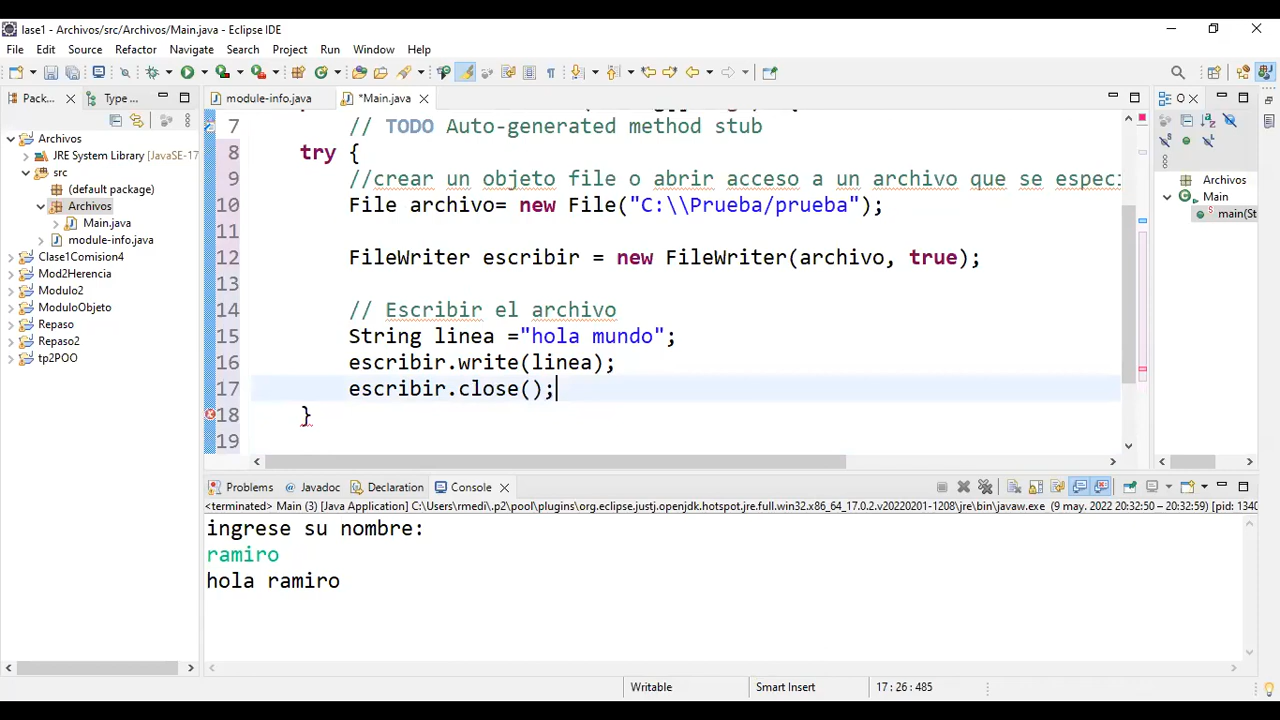 lase1 - Archivos/src/Archivos/Main.java - Eclipse IDE
File Edit Source Refactor Navigate Search Project Run Window Help
Pack... Type ... module-info.java *Main.java
Archivos
JRE System Library [JavaSE-17
src
(default package)
Archivos
Main.java
module-info.java
Clase1Comision4
Mod2Herencia
Modulo2
ModuloObjeto
Repaso
Repaso2
tp2POO
7 // TODO Auto-generated method stub
8 try {
9 //crear un objeto file o abrir acceso a un archivo que se especi
10 File archivo= new File("C:\\Prueba/prueba");
12 FileWriter escribir = new FileWriter(archivo, true);
13
14 // Escribir el archivo
15 String linea ="hola mundo";
16 escribir.write(linea);
17 escribir.close();
18 }
19
Archivos
Main
main(St
Problems Javadoc Declaration Console
<terminated> Main (3) [Java Application] C:\Users\rmedi\.p2\pool\plugins\org.eclipse.justj.openjdk.hotspot.jre.full.win32.x86_64_17.0.2.v20220201-1208\jre\bin\javaw.exe (9 may. 2022 20:32:50 – 20:32:59) [pid: 1340
ingrese su nombre:
ramiro
hola ramiro
Writable Smart Insert 17 : 26 : 485